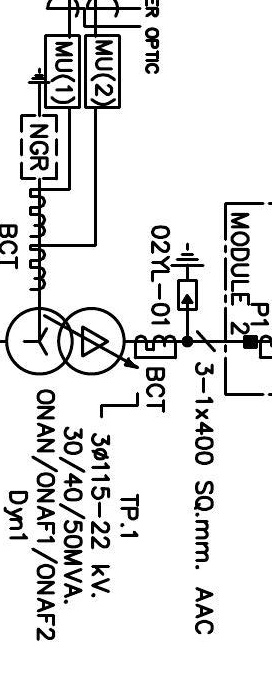 ER OPTIC
MU(1)
MU(2)
NGR
BCT
02YL-01
MODULE 2
P1
BCT
3-1x400 SQ.mm. AAC
TP.1
3ø115-22 kV.
30/40/50MVA.
ONAN/ONAF1/ONAF2
Dyn1